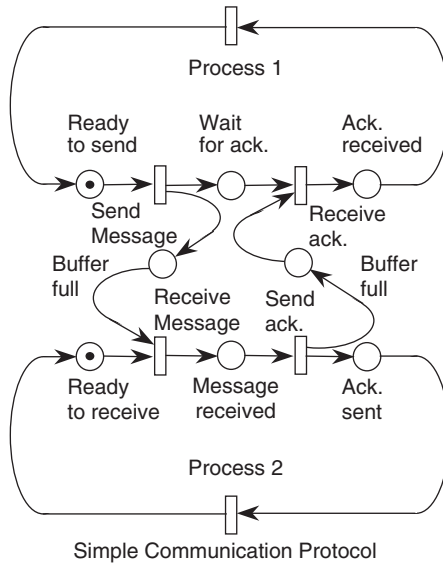 Process 1
Ready
to send
Wait
for ack.
Ack.
received
Send
Message
Receive
ack.
Buffer
full
Buffer
full
Receive
Message
Send
ack.
Ready
to receive
Message
received
Ack.
sent
Process 2
Simple Communication Protocol